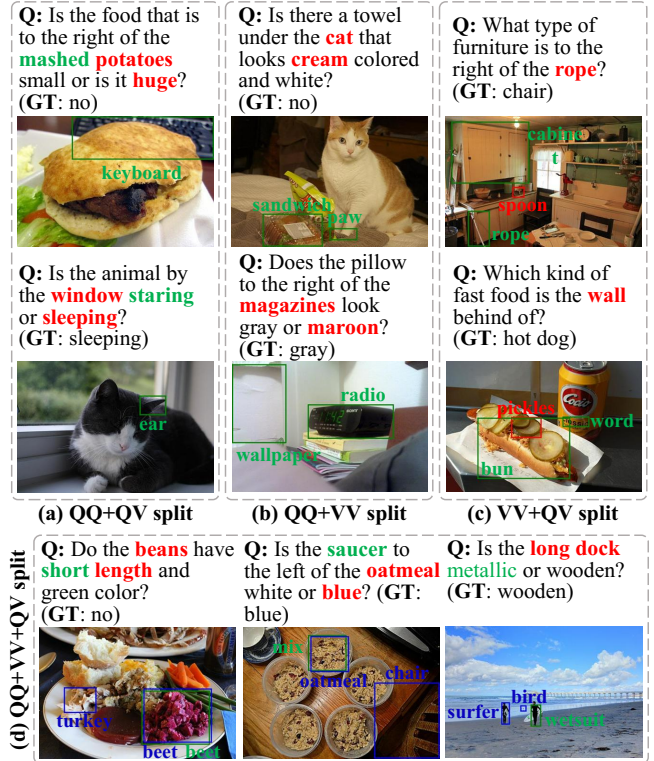 Q: Is the food that is
to the right of the
mashed potatoes
small or is it huge?
(GT: no)
keyboard
Q: Is the animal by
the window staring
or sleeping?
(GT: sleeping)
ear
(a) QQ+QV split
Q: Is there a towel
under the cat that
looks cream colored
and white?
(GT: no)
sandwich
paw
Q: Does the pillow
to the right of the
magazines look
gray or maroon?
(GT: gray)
radio
wallpaper
(b) QQ+VV split
Q: What type of
furniture is to the
right of the rope?
(GT: chair)
cabine
t
spoon
rope
Q: Which kind of
fast food is the wall
behind of?
(GT: hot dog)
Cocio
pickles
word
bun
(c) VV+QV split
(d) QQ+VV+QV split
Q: Do the beans have
short length and
green color?
(GT: no)
turkey
beet beet
Q: Is the saucer to
the left of the oatmeal
white or blue? (GT:
blue)
mix
oatmeal
chair
Q: Is the long dock
metallic or wooden?
(GT: wooden)
bird
surfer
wetsuit